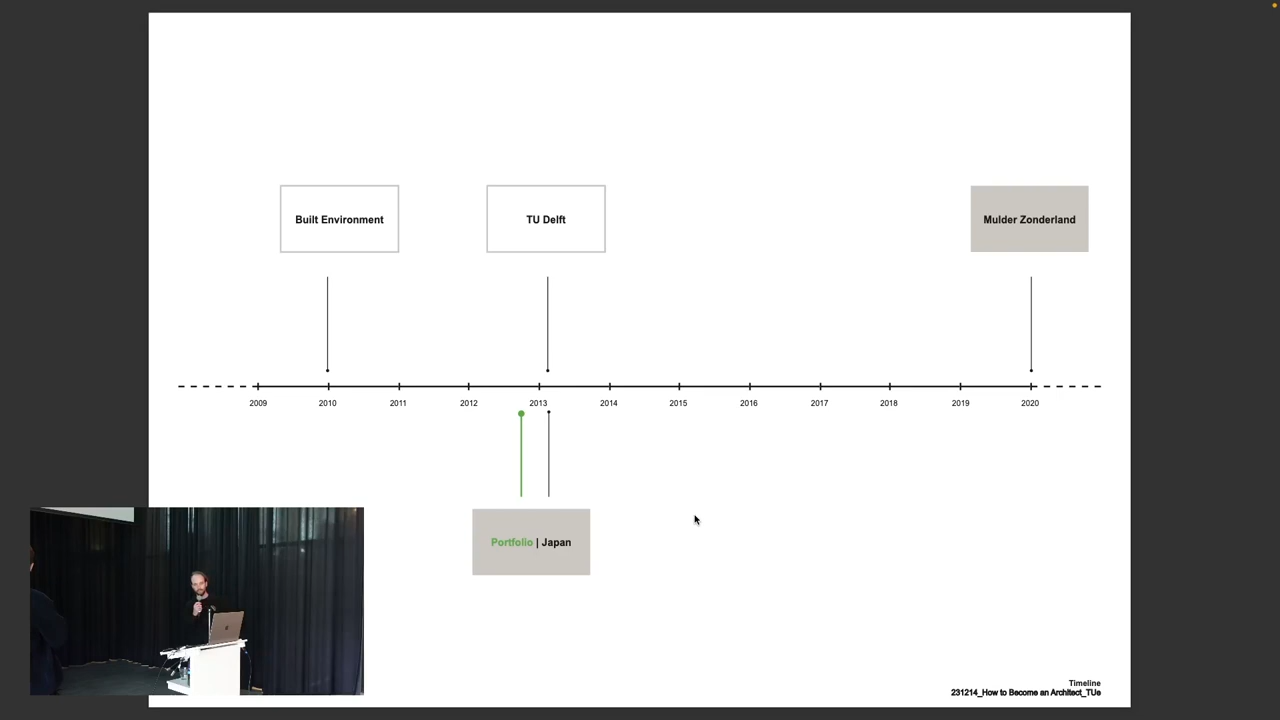 Built Environment
TU Delft
Mulder Zonderland
2009
2010
2011
2012
2013
2014
2015
2016
2017
2018
2019
2020
Portfolio | Japan
Timeline
231214_How to Become an Architect_TUe